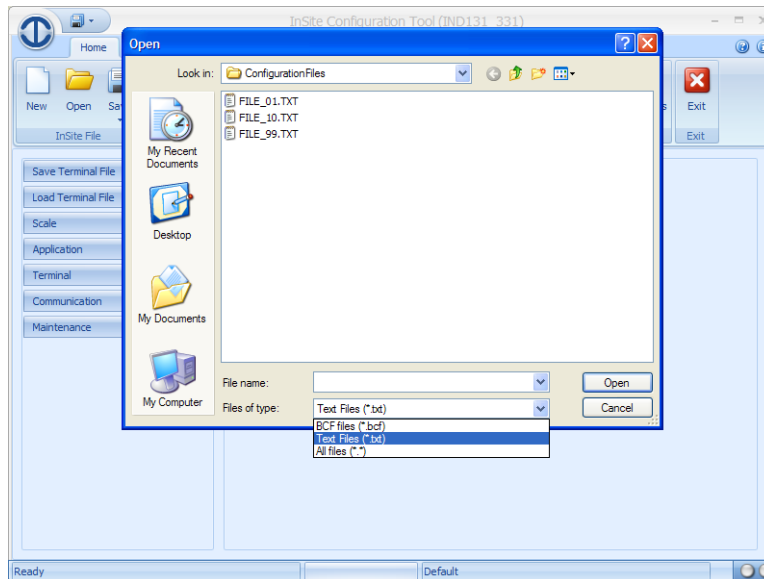 InSite Configuration Tool (IND131_331)
Home
Open
Look in:
ConfigurationFiles
New
Open
Exit
InSite File
Exit
FILE_01.TXT
FILE_10.TXT
FILE_99.TXT
My Recent
Documents
Desktop
My Documents
My Computer
Save Terminal File
Load Terminal File
Scale
Application
Terminal
Communication
Maintenance
File name:
Open
Files of type:
Text Files (*.txt)
Cancel
BCF files (*.bcf)
Text Files (*.txt)
All files (*.*)
Ready
Default